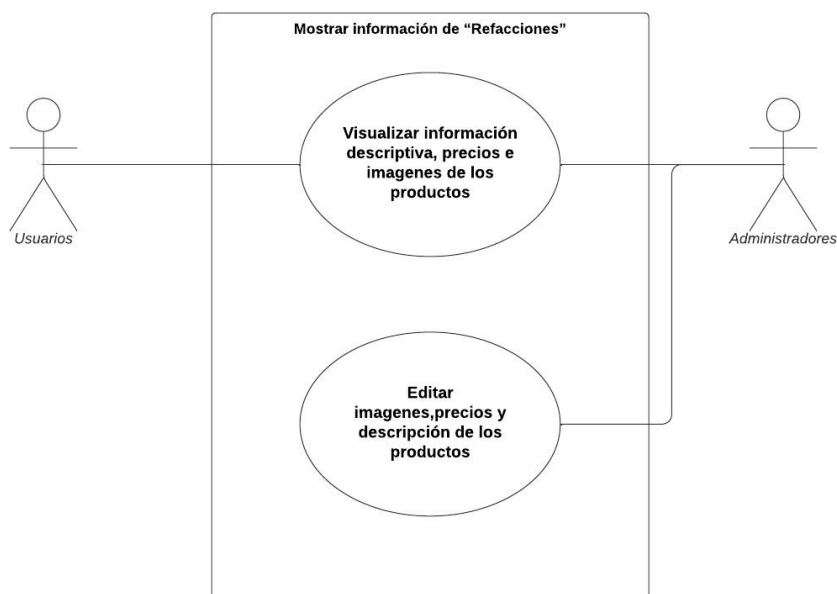 Mostrar información de “Refacciones”
Visualizar información
descriptiva, precios e
imagenes de los
productos
Usuarios
Administradores
Editar
imagenes,precios y
descripción de los
productos